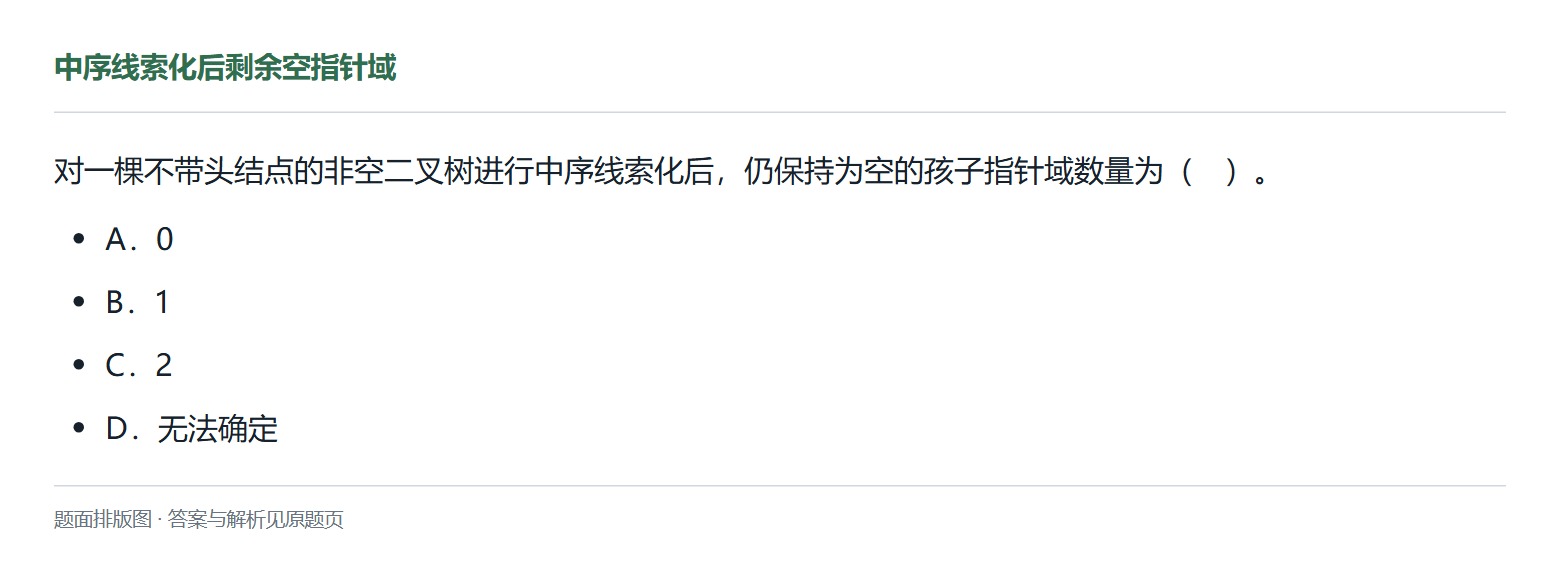 中序线索化后剩余空指针域
对一棵不带头结点的非空二叉树进行中序线索化后，仍保持为空的孩子指针域数量为（　）。
• A．0
• B．1
• C．2
• D．无法确定
题面排版图 · 答案与解析见原题页